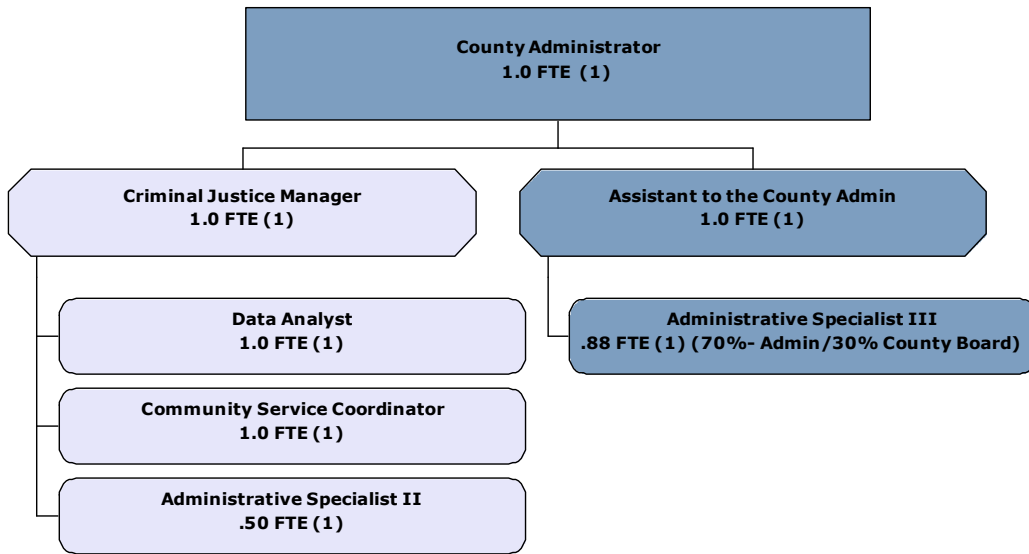 County Administrator
1.0 FTE (1)
Criminal Justice Manager
1.0 FTE (1)
Assistant to the County Admin
1.0 FTE (1)
Data Analyst
1.0 FTE (1)
Administrative Specialist III
.88 FTE (1) (70%- Admin/30% County Board)
Community Service Coordinator
1.0 FTE (1)
Administrative Specialist II
.50 FTE (1)